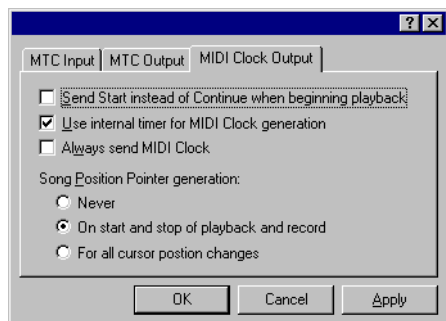 MTC Input MTC Output MIDI Clock Output
Send Start instead of Continue when beginning playback
Use internal timer for MIDI Clock generation
Always send MIDI Clock
Song Position Pointer generation:
Never
On start and stop of playback and record
For all cursor postion changes
OK Cancel Apply